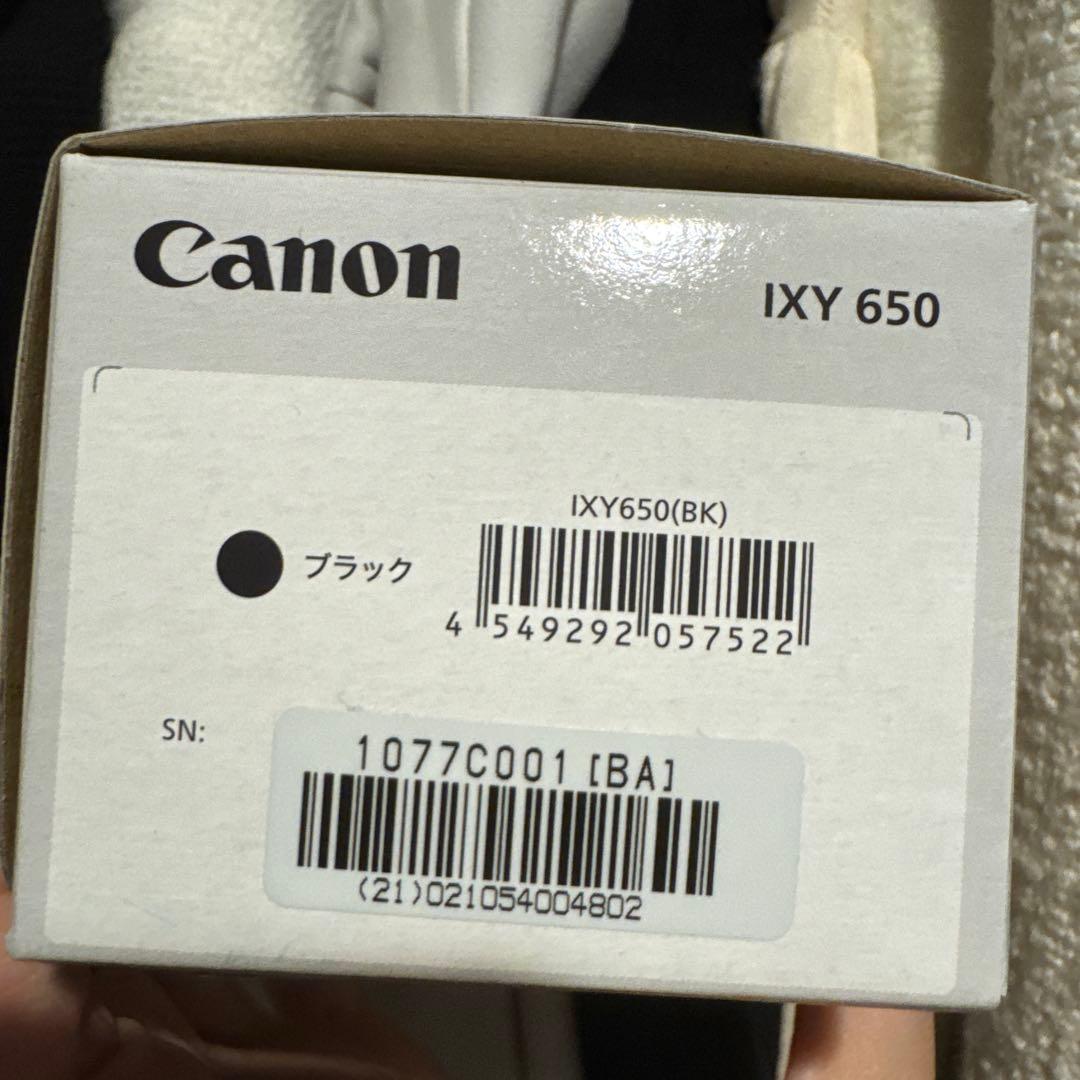 Canon
IXY 650
IXY650(BK)
ブラック
4 549292 057522
SN:
1077C001 [BA]
(21)021054004802